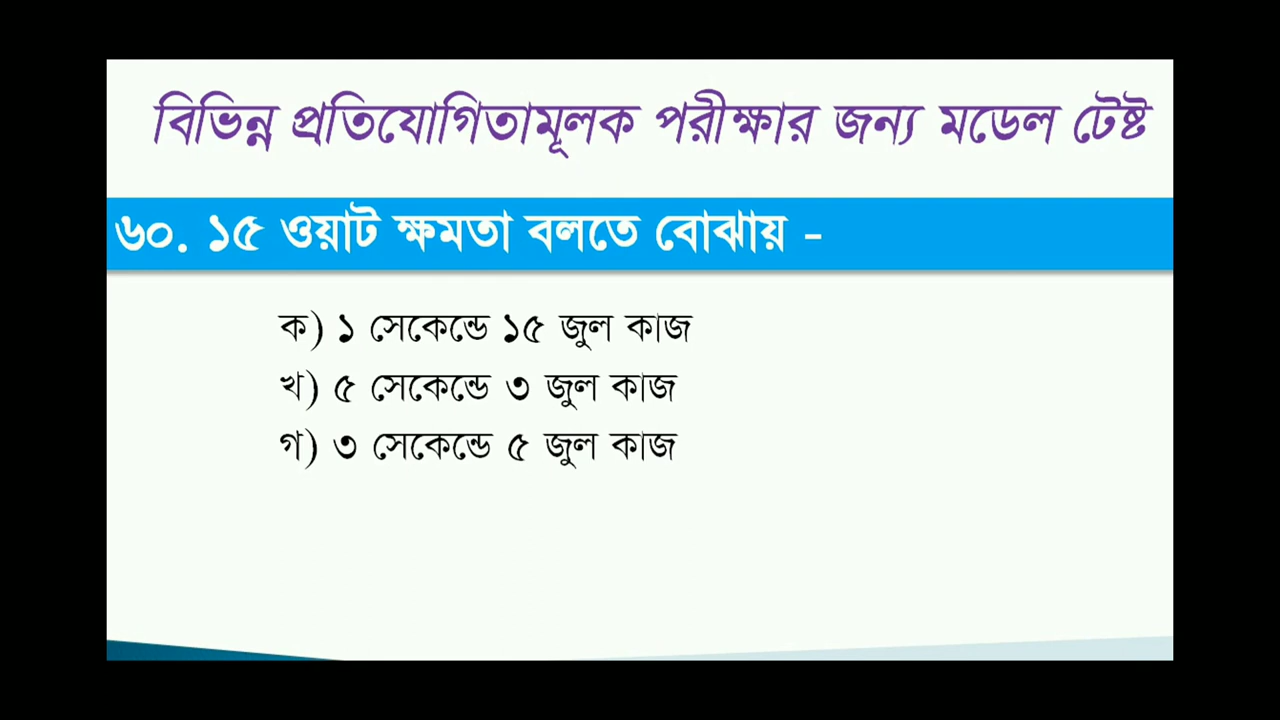 বিভিন্ন প্রতিযোগিতামূলক পরীক্ষার জন্য মডেল টেষ্ট
৬০. ১৫ ওয়াট ক্ষমতা বলতে বোঝায় -
ক) ১ সেকেন্ডে ১৫ জুল কাজ
খ) ৫ সেকেন্ডে ৩ জুল কাজ
গ) ৩ সেকেন্ডে ৫ জুল কাজ